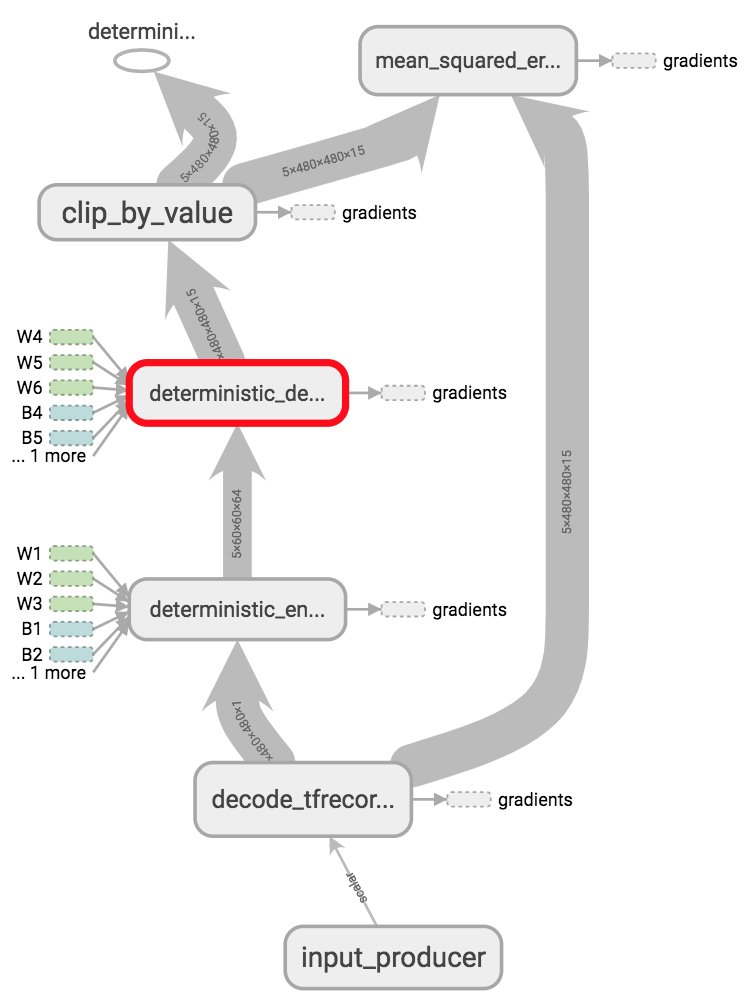 determini...
mean_squared_er...
gradients
5×480×480×15
5×480×480×15
clip_by_value
gradients
×480×480×15
W4
W5
W6
B4
B5
... 1 more
deterministic_de...
gradients
5×480×480×15
5×60×60×64
W1
W2
W3
B1
B2
... 1 more
deterministic_en...
gradients
×480×480×1
decode_tfrecor...
gradients
scalar
input_producer